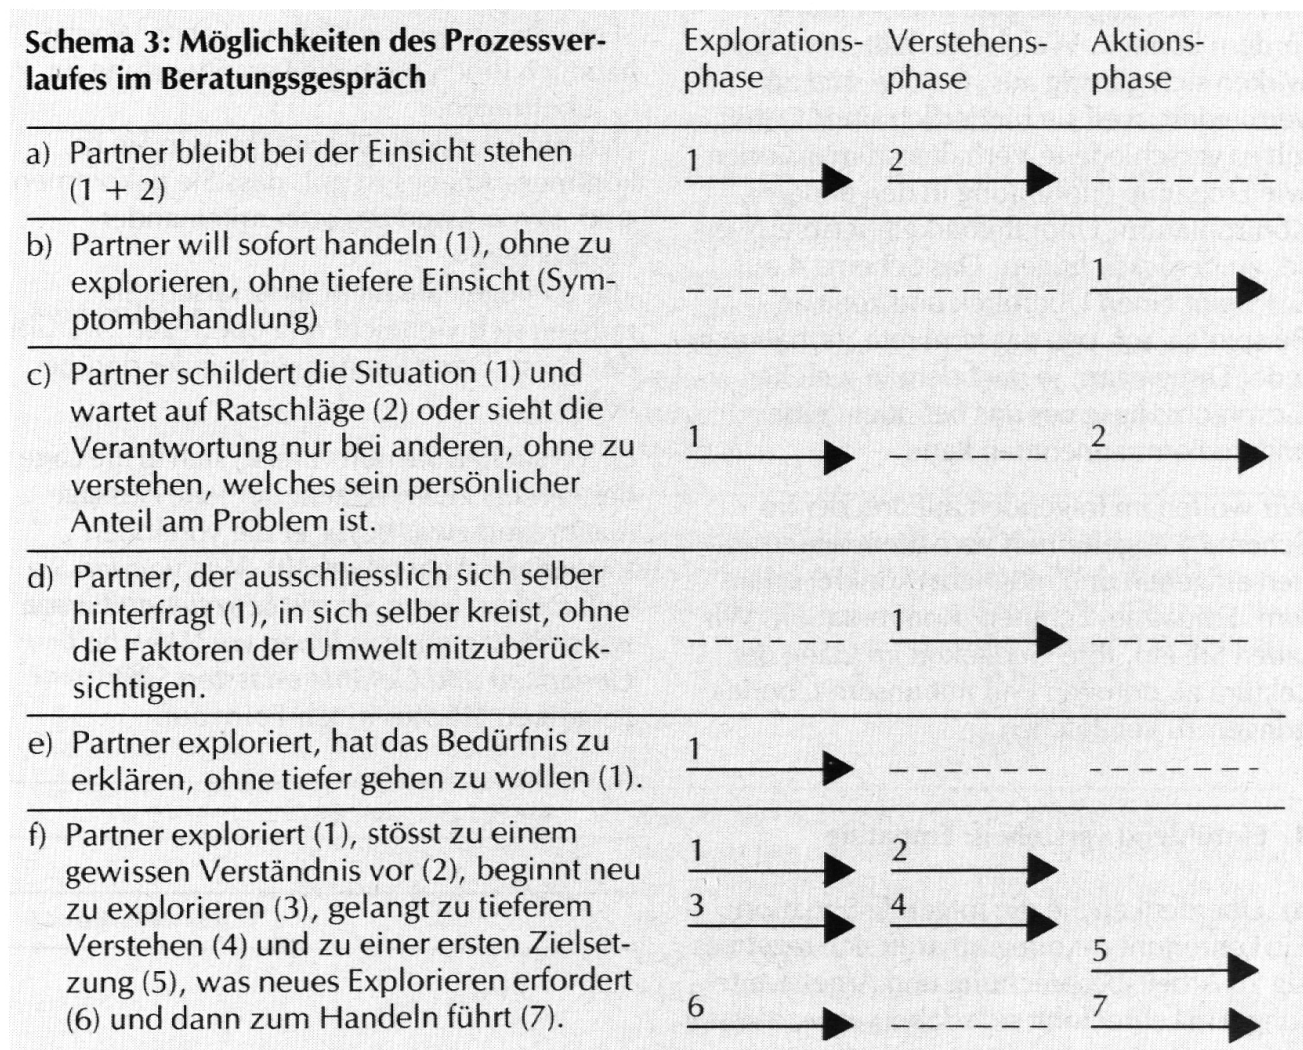 Schema 3: Möglichkeiten des Prozessver-
laufes im Beratungsgespräch
Explorations-
phase
Verstehens-
phase
Aktions-
phase
a) Partner bleibt bei der Einsicht stehen
(1 + 2)
1 2
b) Partner will sofort handeln (1), ohne zu
explorieren, ohne tiefere Einsicht (Sym-
ptombehandlung)
1
c) Partner schildert die Situation (1) und
wartet auf Ratschläge (2) oder sieht die
Verantwortung nur bei anderen, ohne zu
verstehen, welches sein persönlicher
Anteil am Problem ist.
1 2
d) Partner, der ausschliesslich sich selber
hinterfragt (1), in sich selber kreist, ohne
die Faktoren der Umwelt mitzuberück-
sichtigen.
1
e) Partner exploriert, hat das Bedürfnis zu
erklären, ohne tiefer gehen zu wollen (1).
1
f) Partner exploriert (1), stösst zu einem
gewissen Verständnis vor (2), beginnt neu
zu explorieren (3), gelangt zu tieferem
Verstehen (4) und zu einer ersten Zielset-
zung (5), was neues Explorieren erfordert
(6) und dann zum Handeln führt (7).
1 2
3 4
5
6 7